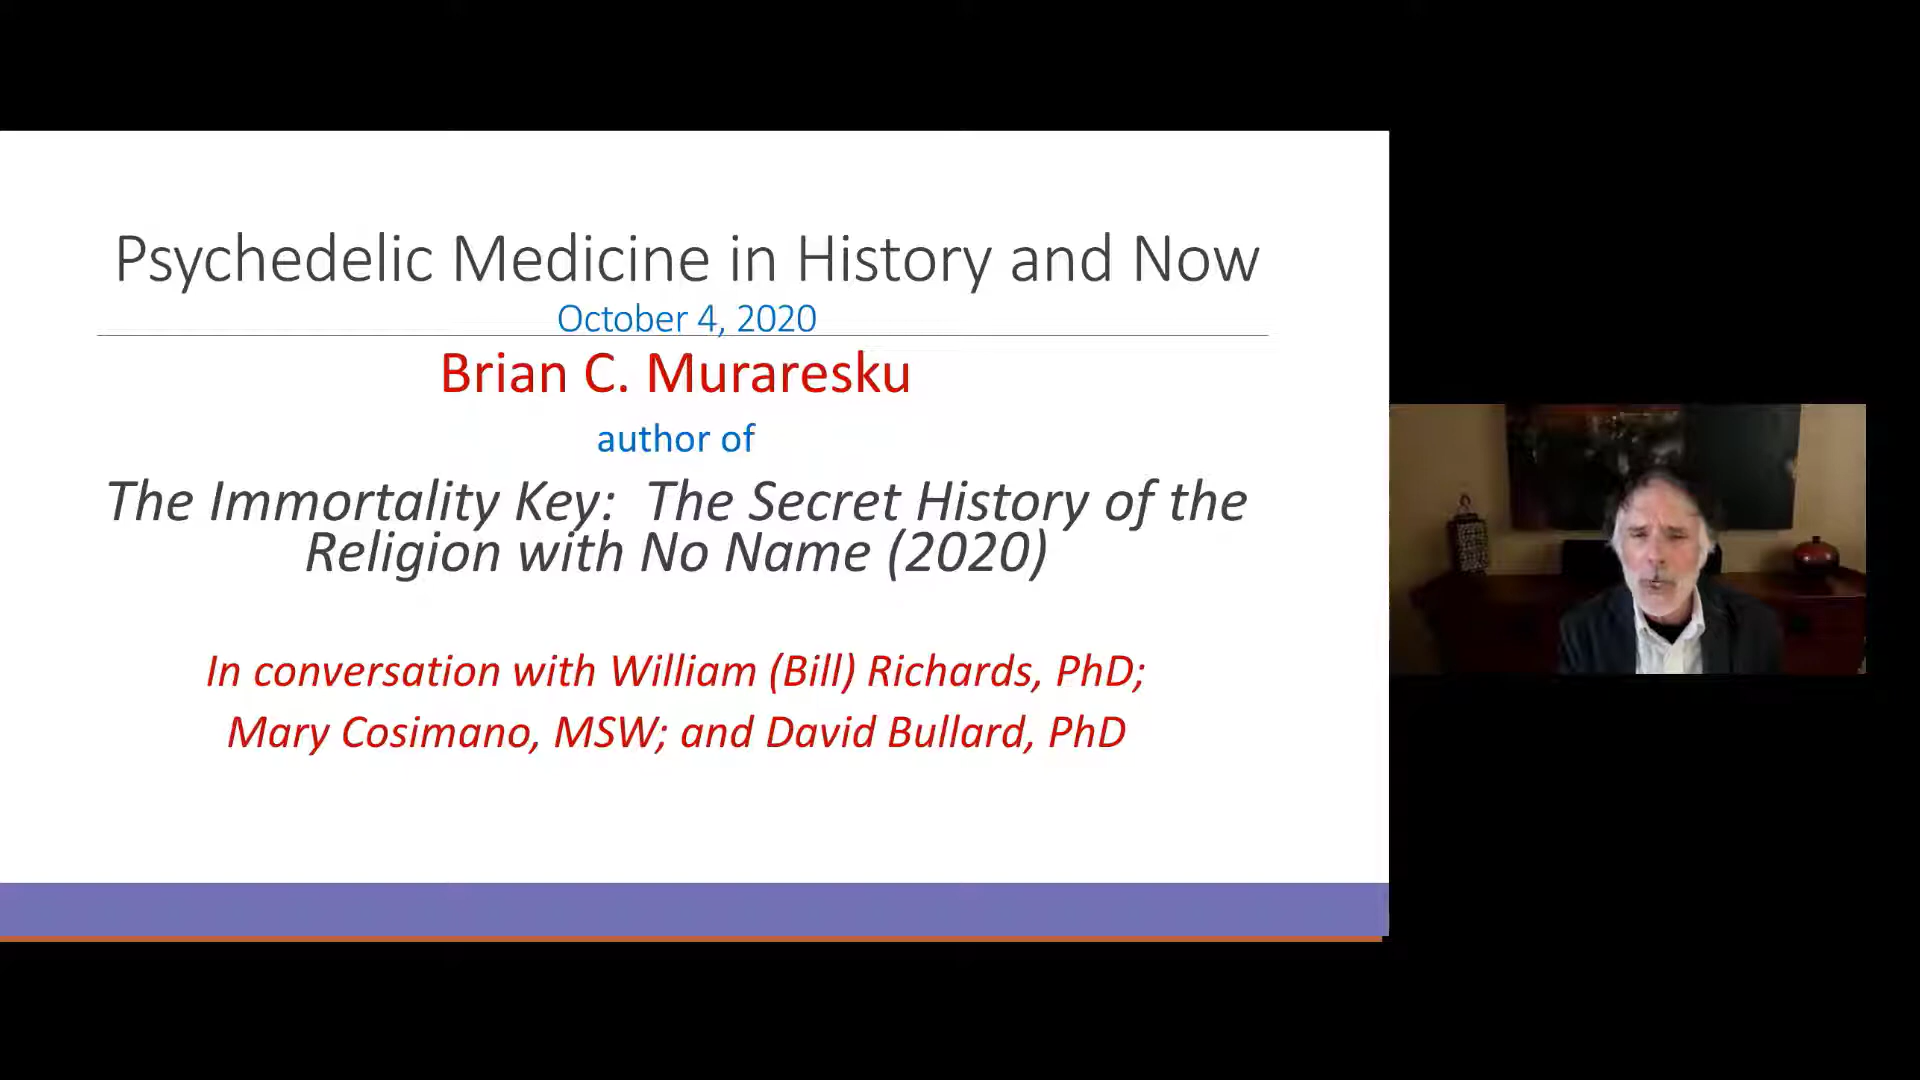 Psychedelic Medicine in History and Now
October 4, 2020
Brian C. Muraresku
author of
The Immortality Key:  The Secret History of the
Religion with No Name (2020)
In conversation with William (Bill) Richards, PhD;
Mary Cosimano, MSW; and David Bullard, PhD